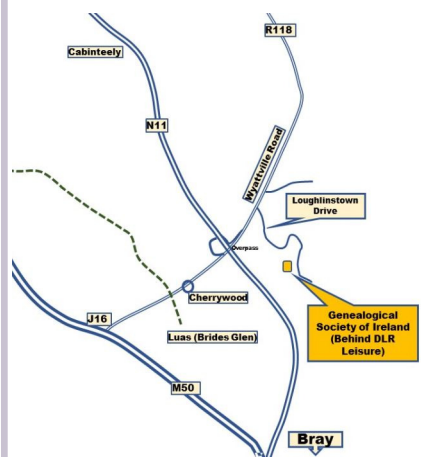 R118
Cabinteely
N11
Wyattville Road
Loughlinstown
Drive
Overpass
Cherrywood
Genealogical
Society of Ireland
(Behind DLR
Leisure)
J16
Luas (Brides Glen)
M50
Bray